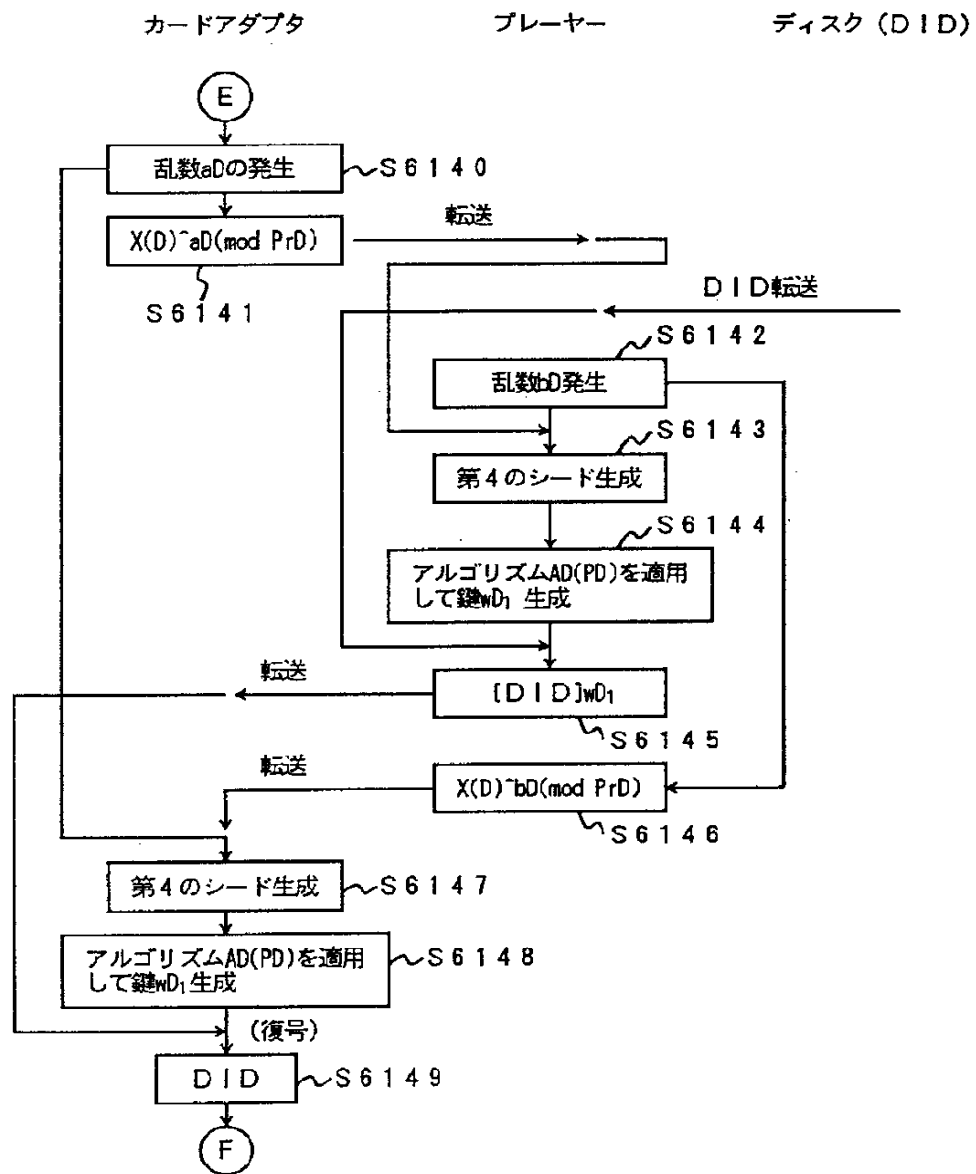 カードアダプタ
プレーヤー
ディスク(DID)
E
乱数aDの発生
S6140
X(D)^aD(mod PrD)
転送
S6141
DID転送
S6142
乱数bD発生
S6143
第4のシード生成
S6144
アルゴリズムAD(PD)を適用
して鍵wD₁ 生成
転送
[DID]wD₁
S6145
転送
X(D)^bD(mod PrD)
S6146
第4のシード生成
S6147
アルゴリズムAD(PD)を適用
して鍵wD₁生成
S6148
(復号)
DID
S6149
F